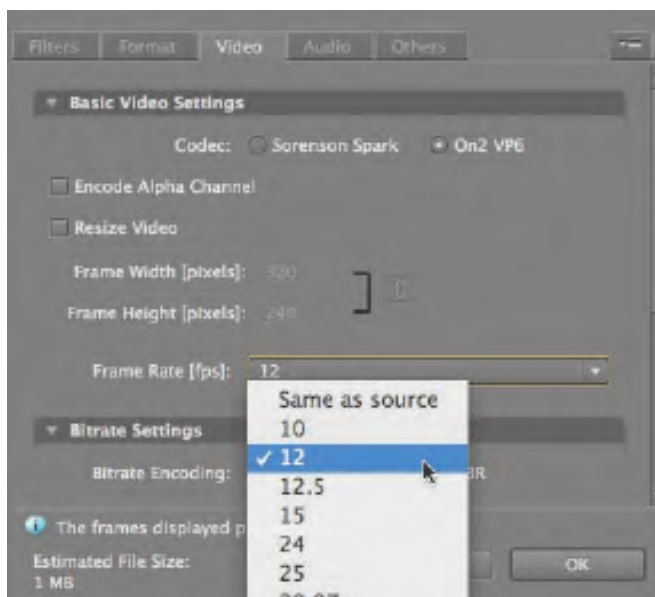 Filters Format Video Audio Others
Basic Video Settings
Codec: Sorenson Spark On2 VP6
Encode Alpha Channel
Resize Video
Frame Width [pixels]: 320
Frame Height [pixels]: 240
Frame Rate [fps]: 12
Same as source
Bitrate Settings
10
12
Bitrate Encoding:
12.5
The frames displayed
15
24
Estimated File Size:
25
OK
1 MB